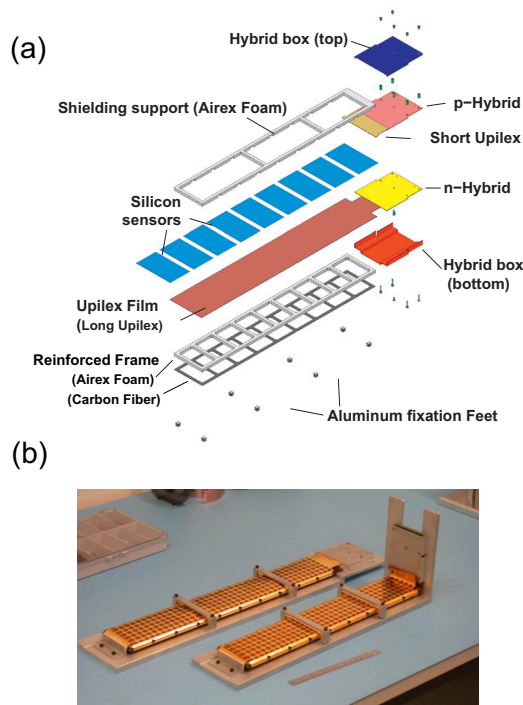 (a)
Hybrid box (top)
Shielding support (Airex Foam)
p−Hybrid
Short Upilex
Silicon
sensors
n−Hybrid
Hybrid box
(bottom)
Upilex Film
(Long Upilex)
Reinforced Frame
(Airex Foam)
(Carbon Fiber)
Aluminum fixation Feet
(b)